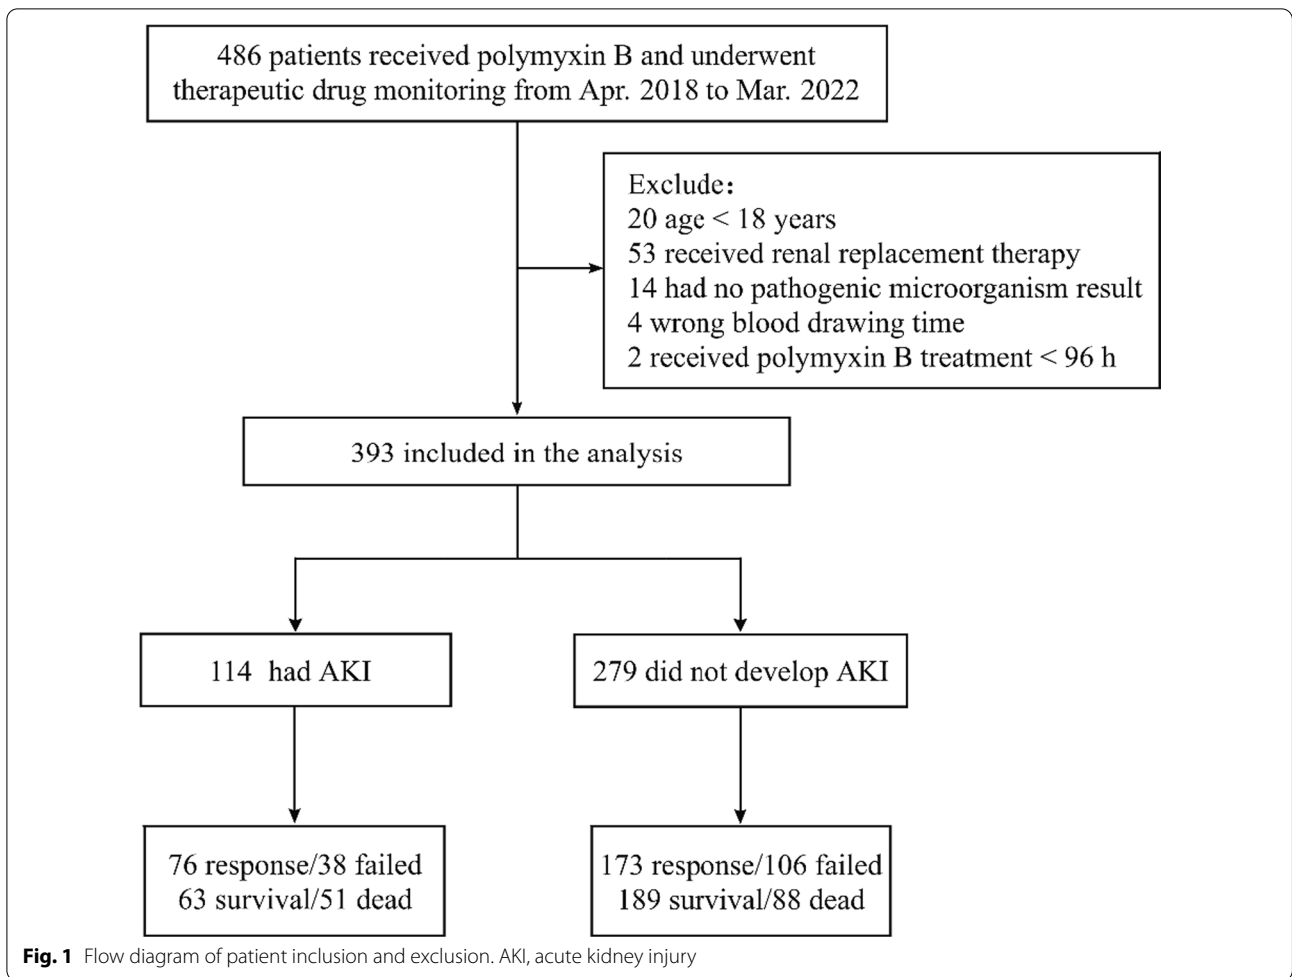 486 patients received polymyxin B and underwent
therapeutic drug monitoring from Apr. 2018 to Mar. 2022
Exclude：
20 age < 18 years
53 received renal replacement therapy
14 had no pathogenic microorganism result
4 wrong blood drawing time
2 received polymyxin B treatment < 96 h
393 included in the analysis
114 had AKI
279 did not develop AKI
76 response/38 failed
63 survival/51 dead
173 response/106 failed
189 survival/88 dead
Fig. 1 Flow diagram of patient inclusion and exclusion. AKI, acute kidney injury